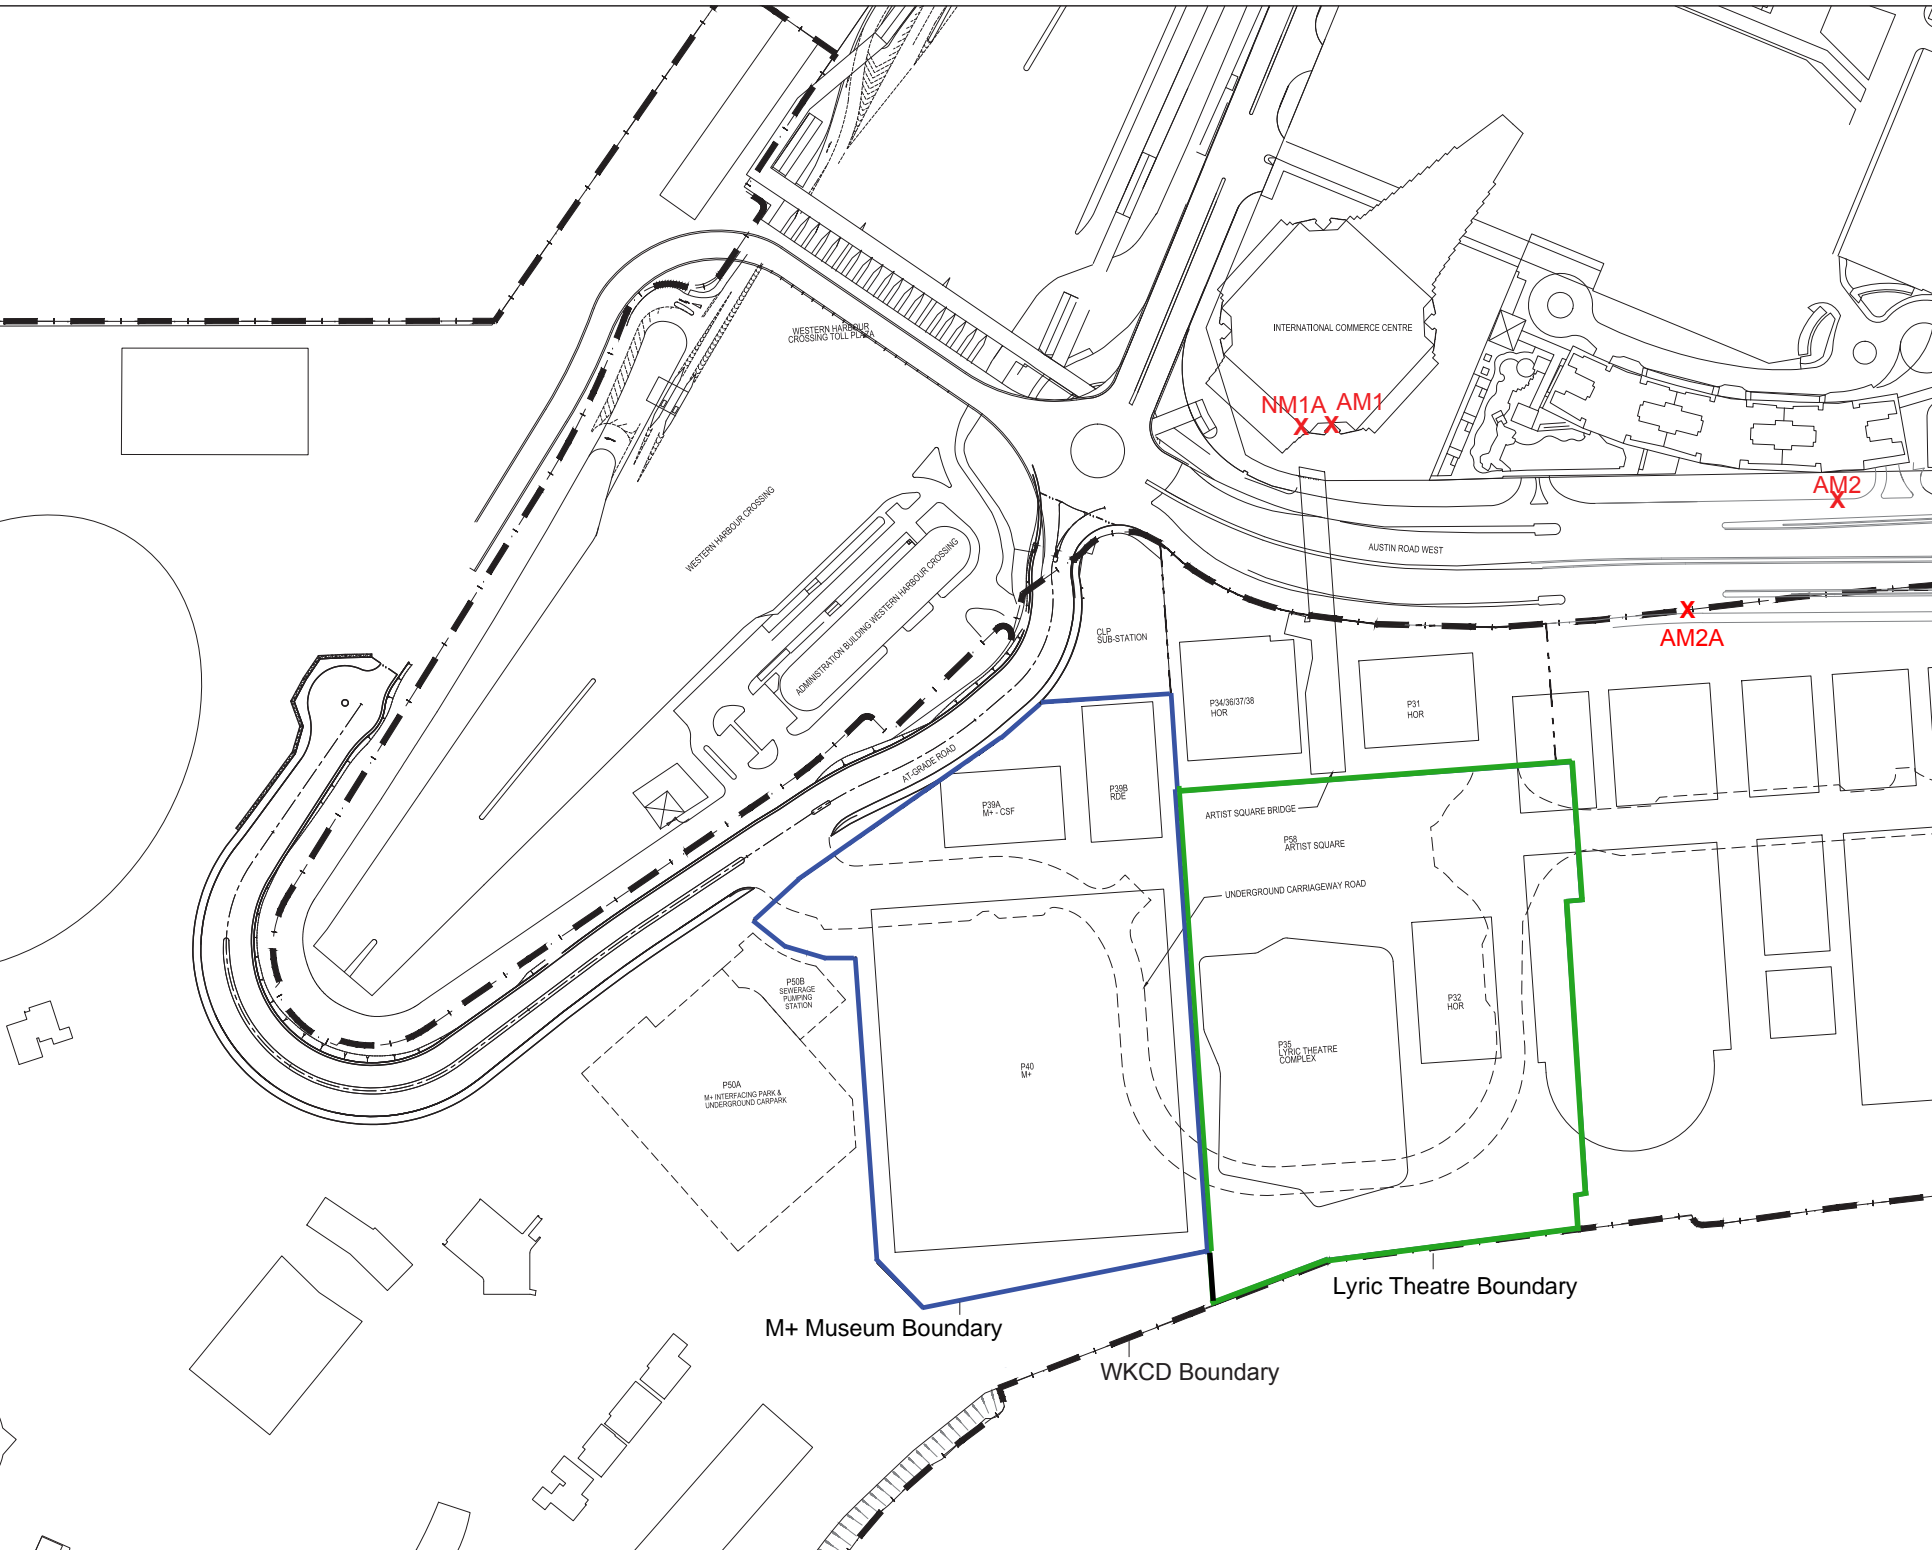 WESTERN HARBOUR
CROSSING TOLL PLAZA
INTERNATIONAL COMMERCE CENTRE
NM1A
AM1
X
X
AM2
X
WESTERN HARBOUR CROSSING
ADMINISTRATION BUILDING WESTERN HARBOUR CROSSING
AUSTIN ROAD WEST
X
AM2A
CLP
SUB-STATION
P34/36/37/38
HOR
P31
HOR
AT-GRADE ROAD
P39A
M+ - CSF
P39B
RDE
ARTIST SQUARE BRIDGE
P58
ARTIST SQUARE
UNDERGROUND CARRIAGEWAY ROAD
P50B
SEWERAGE
PUMPING
STATION
P32
HOR
P35
LYRIC THEATRE
COMPLEX
P40
M+
P50A
M+ INTERFACING PARK &
UNDERGROUND CARPARK
Lyric Theatre Boundary
M+ Museum Boundary
WKCD Boundary